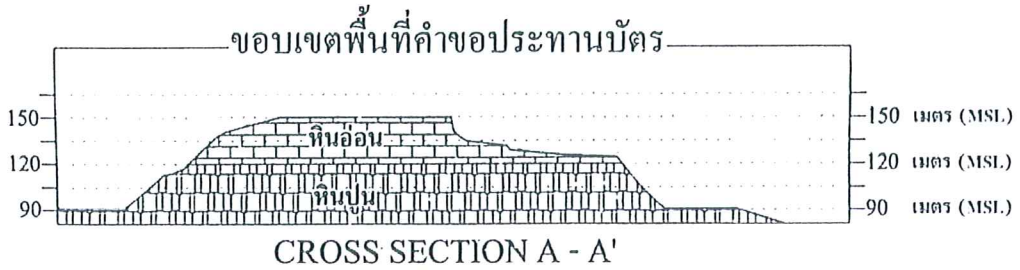 ขอบเขตพื้นที่คำขอประทานบัตร
150 150 เมตร (MSL)
หินอ่อน
120 120 เมตร (MSL)
หินปูน
90 90 เมตร (MSL)
CROSS SECTION A - A'